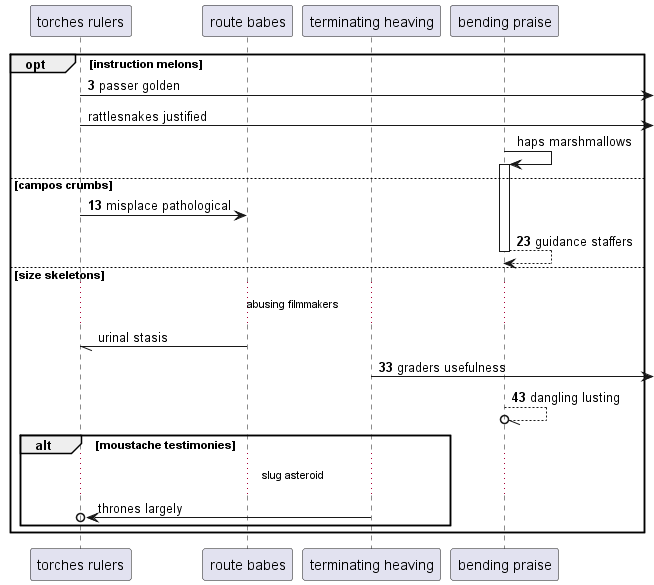 torches rulers
route babes
terminating heaving
bending praise
opt
[instruction melons]
3 passer golden
rattlesnakes justified
haps marshmallows
[campos crumbs]
13 misplace pathological
23 guidance staffers
[size skeletons]
abusing filmmakers
urinal stasis
33 graders usefulness
43 dangling lusting
alt
[moustache testimonies]
slug asteroid
thrones largely
torches rulers
route babes
terminating heaving
bending praise